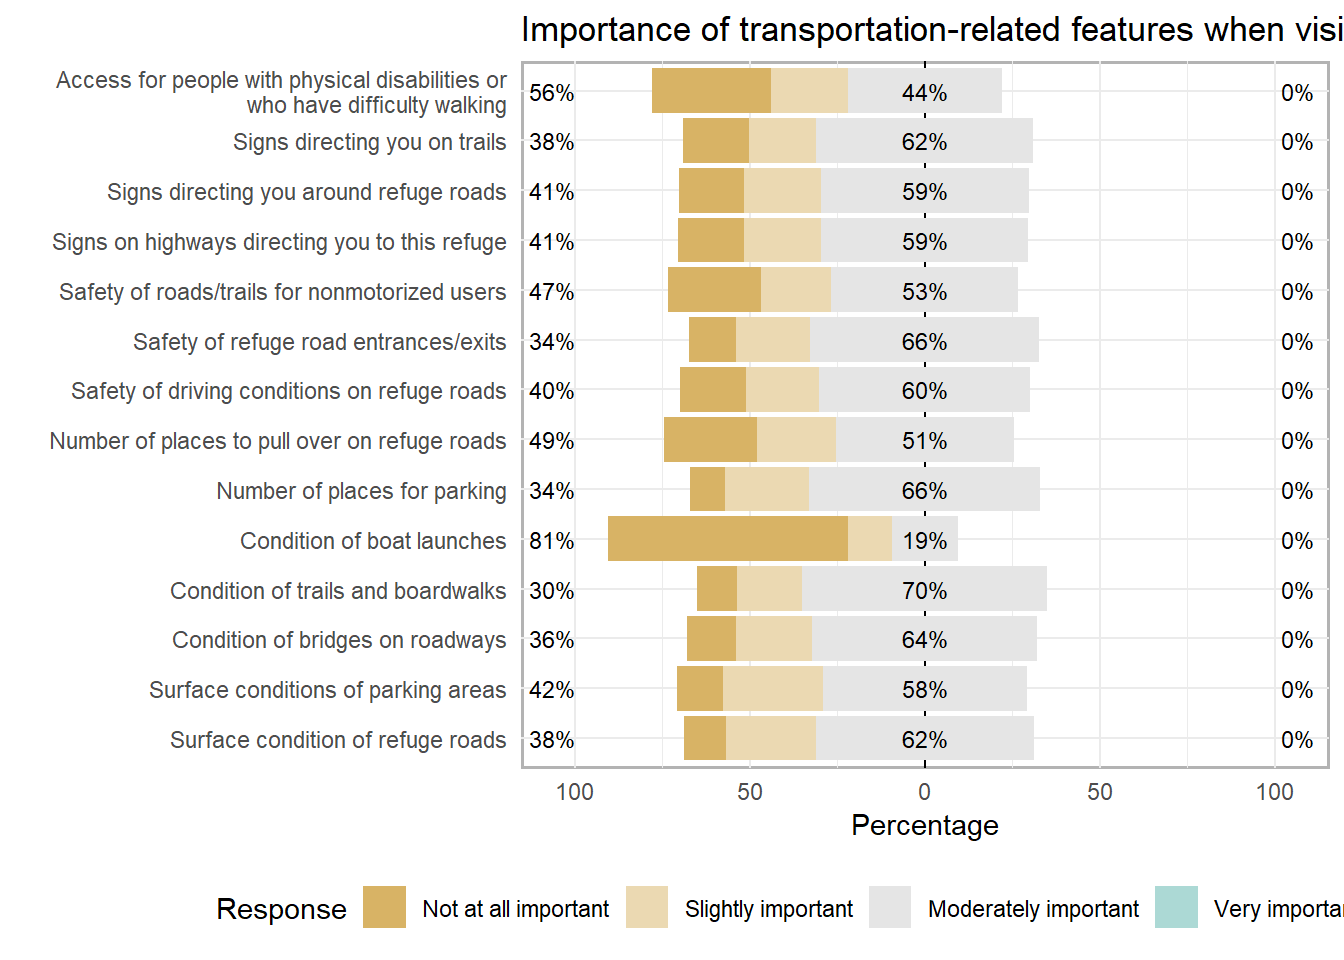 Importance of transportation-related features when visi
Access for people with physical disabilities or
who have difficulty walking
56% 44% 0%
Signs directing you on trails 38% 62% 0%
Signs directing you around refuge roads 41% 59% 0%
Signs on highways directing you to this refuge 41% 59% 0%
Safety of roads/trails for nonmotorized users 47% 53% 0%
Safety of refuge road entrances/exits 34% 66% 0%
Safety of driving conditions on refuge roads 40% 60% 0%
Number of places to pull over on refuge roads 49% 51% 0%
Number of places for parking 34% 66% 0%
Condition of boat launches 81% 19% 0%
Condition of trails and boardwalks 30% 70% 0%
Condition of bridges on roadways 36% 64% 0%
Surface conditions of parking areas 42% 58% 0%
Surface condition of refuge roads 38% 62% 0%
100 50 0 50 100
Percentage
Response Not at all important Slightly important Moderately important Very importa